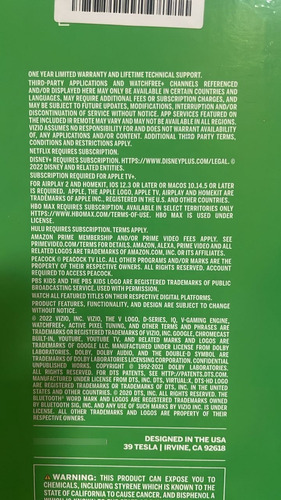 ONE YEAR LIMITED WARRANTY AND LIFETIME TECHNICAL SUPPORT.
THIRD-PARTY APPLICATIONS AND WATCHFREE+ CHANNELS REFERENCED
AND/OR DISPLAYED HERE MAY ONLY BE AVAILABLE IN CERTAIN COUNTRIES AND
LANGUAGES, MAY REQUIRE ADDITIONAL FEES OR SUBSCRIPTION CHARGES, AND
MAY BE SUBJECT TO FUTURE UPDATES, MODIFICATIONS, INTERRUPTION AND/OR
DISCONTINUATION OF SERVICE WITHOUT NOTICE. APP SERVICES FEATURED ON
THE INCLUDED REMOTE MAY VARY AND MAY NOT BE AVAILABLE IN ALL REGIONS.
VIZIO ASSUMES NO RESPONSIBILITY FOR AND DOES NOT WARRANT AVAILABILITY
OF, ANY APPLICATIONS AND/OR CONTENT. ADDITIONAL THIRD PARTY TERMS,
CONDITIONS AND RESTRICTIONS APPLY.
NETFLIX REQUIRES SUBSCRIPTION.
DISNEY+ REQUIRES SUBSCRIPTION. HTTPS://WWW.DISNEYPLUS.COM/LEGAL. ©
2022 DISNEY AND RELATED ENTITIES.
SUBSCRIPTION REQUIRED FOR APPLE TV+.
FOR AIRPLAY 2 AND HOMEKIT, IOS 12.3 OR LATER OR MACOS 10.14.5 OR LATER
IS REQUIRED. APPLE, THE APPLE LOGO, APPLE TV, AIRPLAY AND HOMEKIT ARE
TRADEMARKS OF APPLE INC., REGISTERED IN THE U.S. AND OTHER COUNTRIES.
HBO MAX REQUIRES SUBSCRIPTION. AVAILABLE IN SELECT TERRITORIES ONLY
HTTPS://WWW.HBOMAX.COM/TERMS-OF-USE. HBO MAX IS USED UNDER
LICENSE.
HULU REQUIRES SUBSCRIPTION. TERMS APPLY.
AMAZON PRIME MEMBERSHIP AND/OR PRIME VIDEO FEES APPLY. SEE
PRIMEVIDEO.COM/TERMS FOR DETAILS. AMAZON, ALEXA, PRIME VIDEO AND ALL
RELATED LOGOS ARE TRADEMARKS OF AMAZON.COM, INC. OR ITS AFFILIATES.
PEACOCK © PEACOCK TV LLC. ALL OTHER PROGRAMS AND/OR MARKS ARE THE
PROPERTY OF THEIR RESPECTIVE OWNERS. ALL RIGHTS RESERVED. ACCOUNT
REQUIRED TO ACCESS PEACOCK.
PBS KIDS AND THE PBS KIDS LOGO ARE REGISTERED TRADEMARKS OF PUBLIC
BROADCASTING SERVICE. USED WITH PERMISSION.
WATCH ALL FEATURED TITLES ON THEIR RESPECTIVE DIGITAL PLATFORMS.
PRODUCT FEATURES, FUNCTIONALITY, AND DESIGN ARE SUBJECT TO CHANGE
WITHOUT NOTICE.
© 2022 VIZIO, INC. VIZIO, THE V LOGO, D-SERIES, IQ, V-GAMING ENGINE,
WATCHFREE+, ACTIVE PIXEL TUNING, AND OTHER TERMS AND PHRASES ARE
TRADEMARKS OR REGISTERED TRADEMARKS OF VIZIO, INC. GOOGLE, CHROMECAST
BUILT-IN, YOUTUBE, YOUTUBE TV, AND RELATED MARKS AND LOGOS ARE
TRADEMARKS OF GOOGLE LLC. MANUFACTURED UNDER LICENSE FROM DOLBY
LABORATORIES. DOLBY, DOLBY AUDIO, AND THE DOUBLE-D SYMBOL ARE
TRADEMARKS OF DOLBY LABORATORIES LICENSING CORPORATION. CONFIDENTIAL
UNPUBLISHED WORKS. COPYRIGHT © 1992-2021 DOLBY LABORATORIES.
ALL RIGHTS RESERVED. FOR DTS PATENTS, SEE HTTP://PATENTS.DTS.COM.
MANUFACTURED UNDER LICENSE FROM DTS, INC. DTS, VIRTUAL:X, DTS-HD LOGO
ARE REGISTERED TRADEMARKS OR TRADEMARKS OF DTS, INC. IN THE UNITED
STATES AND OTHER COUNTRIES. © 2020 DTS, INC. ALL RIGHTS RESERVED. THE
BLUETOOTH® WORD MARK AND LOGOS ARE REGISTERED TRADEMARKS OWNED
BY BLUETOOTH SIG, INC. AND ANY USE OF SUCH MARKS BY VIZIO INC. IS UNDER
LICENSE. ALL OTHER TRADEMARKS AND LOGOS ARE PROPERTY OF THEIR
RESPECTIVE OWNERS.
DESIGNED IN THE USA
39 TESLA | IRVINE, CA 92618
WARNING: THIS PRODUCT CAN EXPOSE YOU TO
CHEMICALS, INCLUDING STYRENE WHICH IS KNOWN TO THE
STATE OF CALIFORNIA TO CAUSE CANCER, AND BISPHENOL A